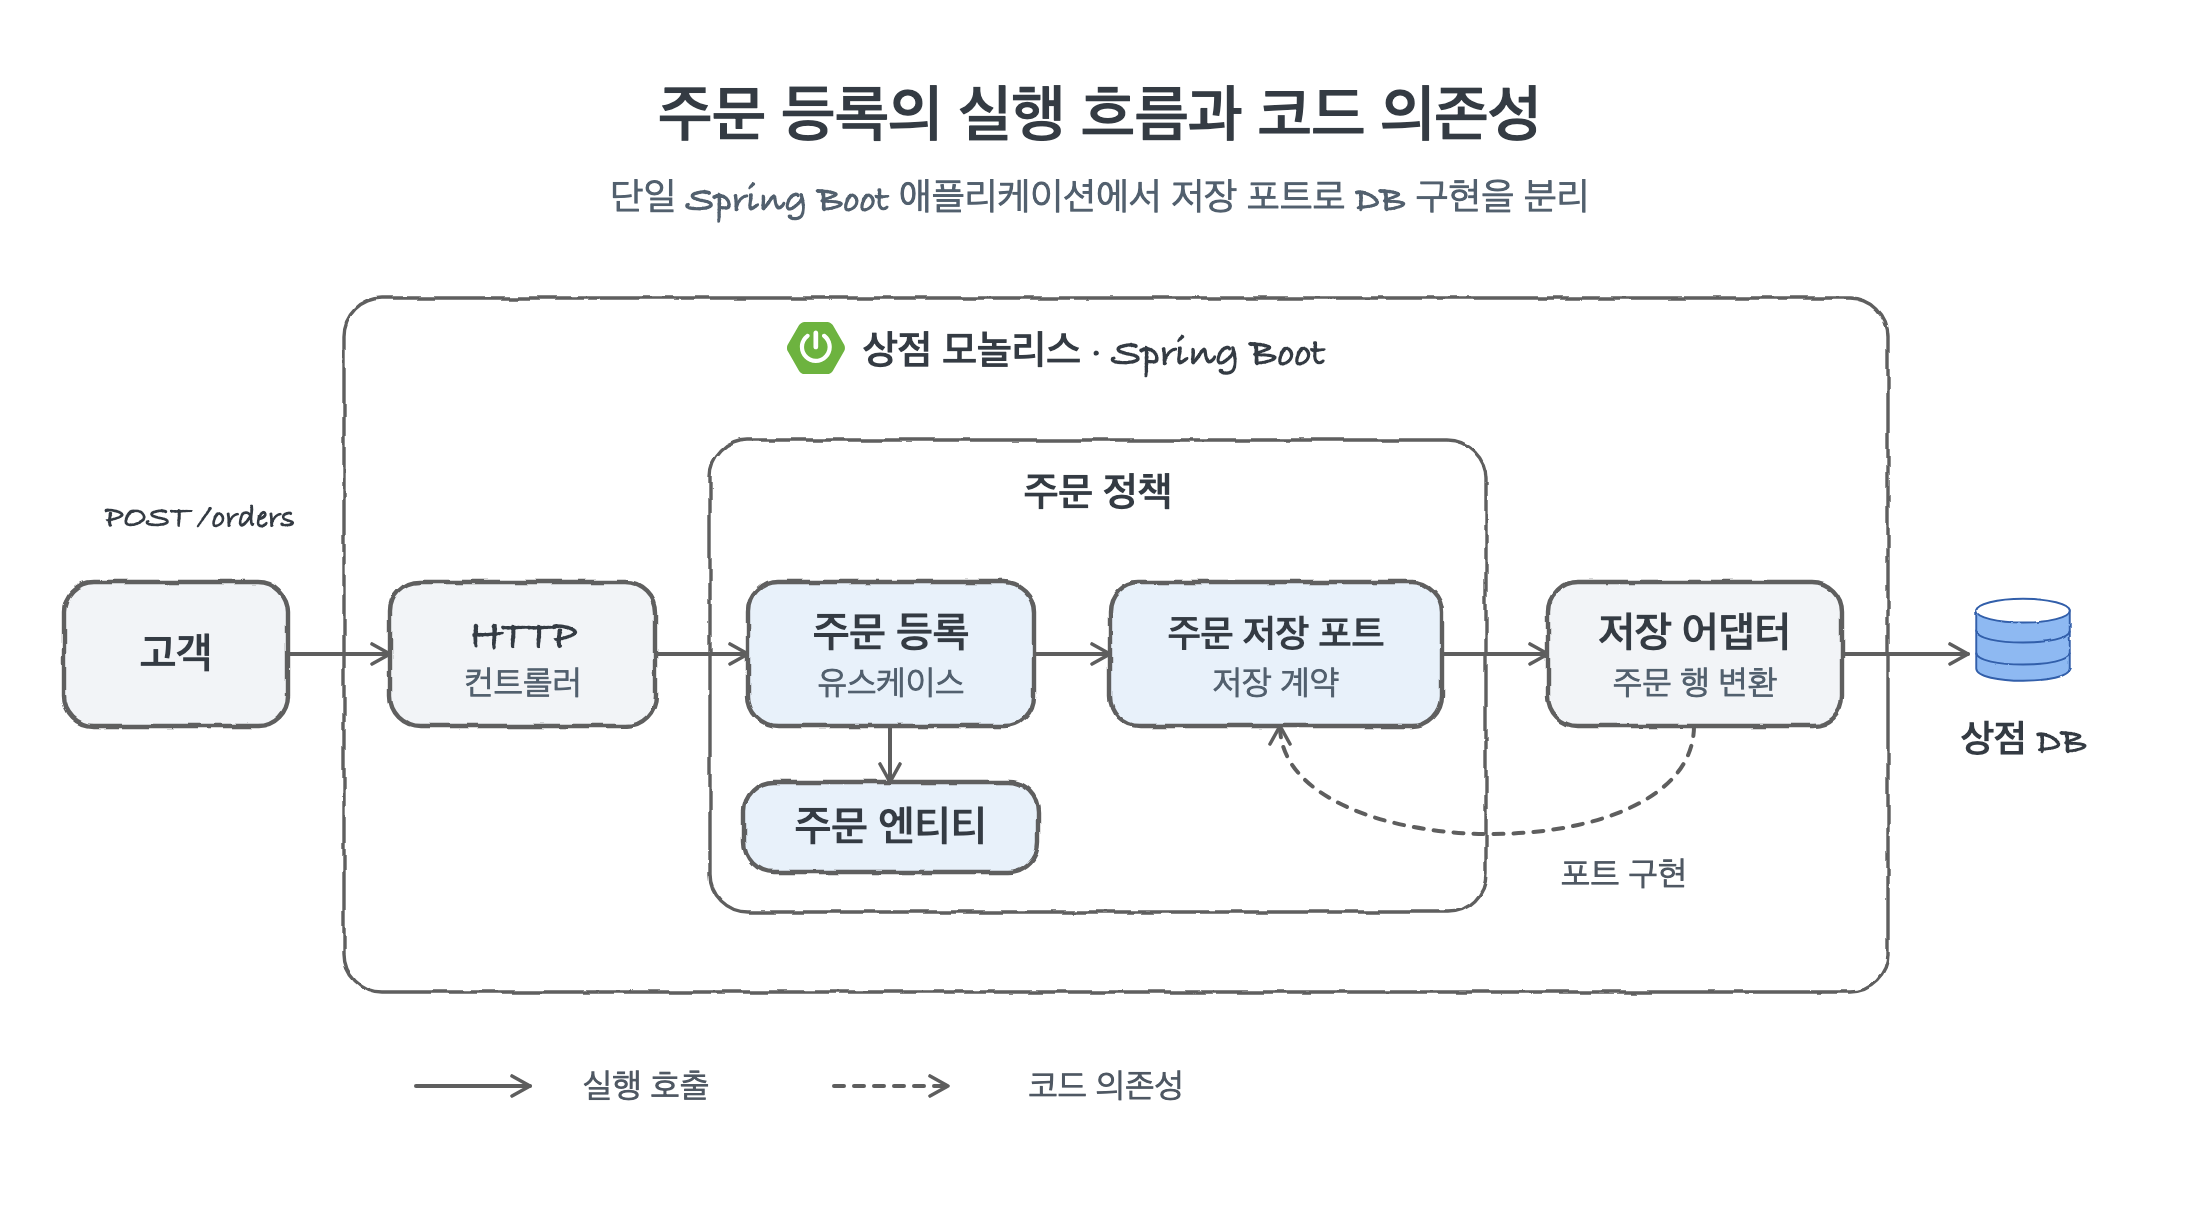 주문 등록의 실행 흐름과 코드 의존성
단일 Spring Boot 애플리케이션에서 저장 포트로 DB 구현을 분리
상점 모놀리스 · Spring Boot
주문 정책
POST /orders
고객
HTTP
컨트롤러
주문 등록
유스케이스
주문 저장 포트
저장 계약
저장 어댑터
주문 행 변환
상점 DB
주문 엔티티
포트 구현
실행 호출
코드 의존성